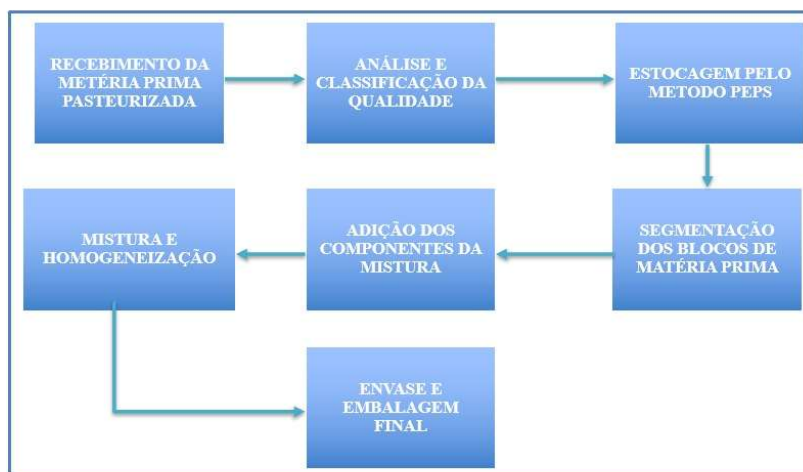 RECEBIMENTO DA
METÉRIA PRIMA
PASTEURIZADA
ANÁLISE E
CLASSIFICAÇÃO DA
QUALIDADE
ESTOCAGEM PELO
METODO PEPS
SEGMENTAÇÃO
DOS BLOCOS DE
MATÉRIA PRIMA
ADIÇÃO DOS
COMPONENTES DA
MISTURA
MISTURA E
HOMOGENEIZAÇÃO
ENVASE E
EMBALAGEM
FINAL